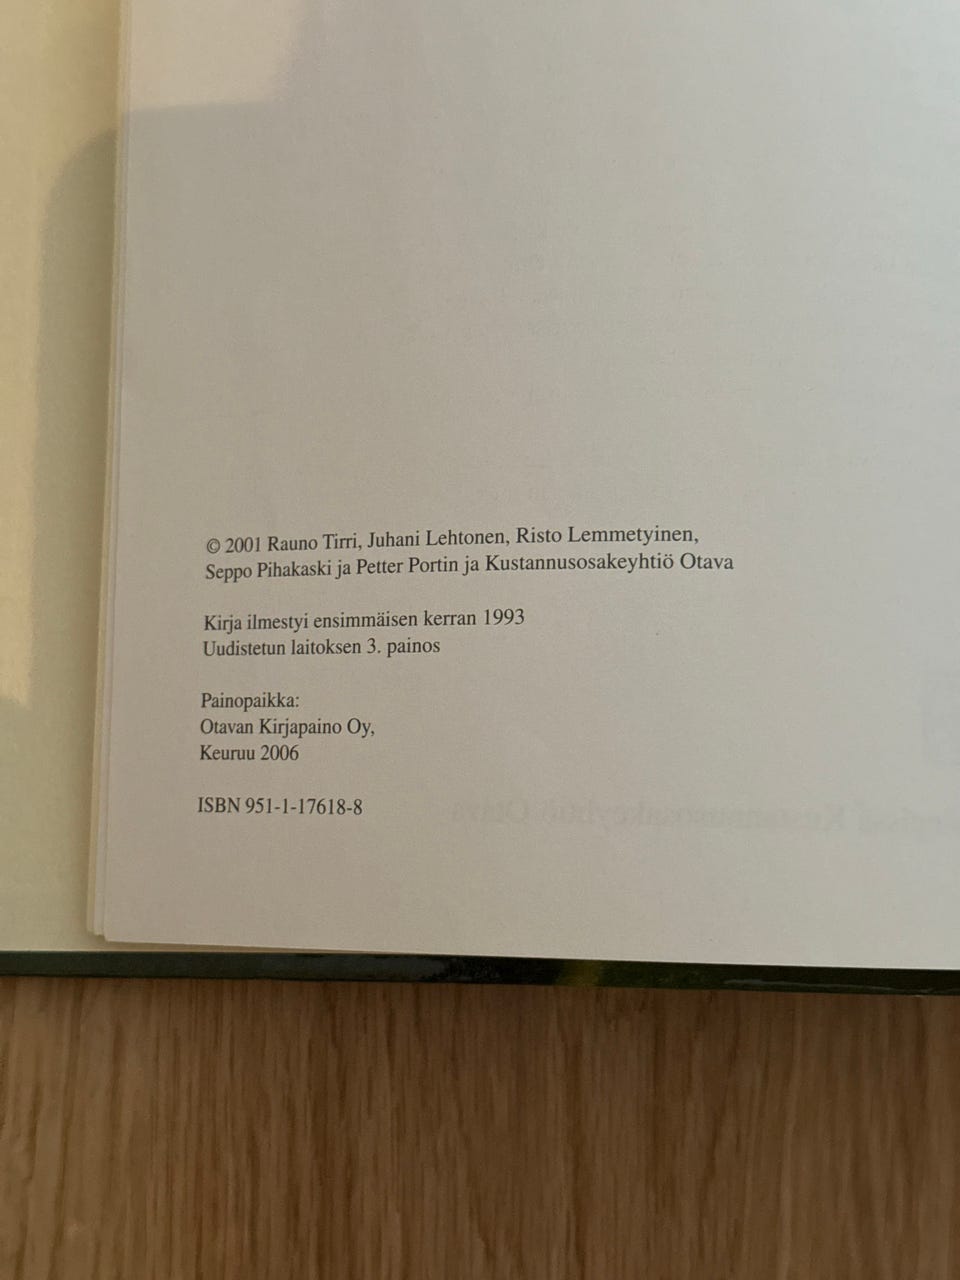 © 2001 Rauno Tirri, Juhani Lehtonen, Risto Lemmetyinen,
Seppo Pihakaski ja Petter Portin ja Kustannusosakeyhtiö Otava
Kirja ilmestyi ensimmäisen kerran 1993
Uudistetun laitoksen 3. painos
Painopaikka:
Otavan Kirjapaino Oy,
Keuruu 2006
ISBN 951-1-17618-8